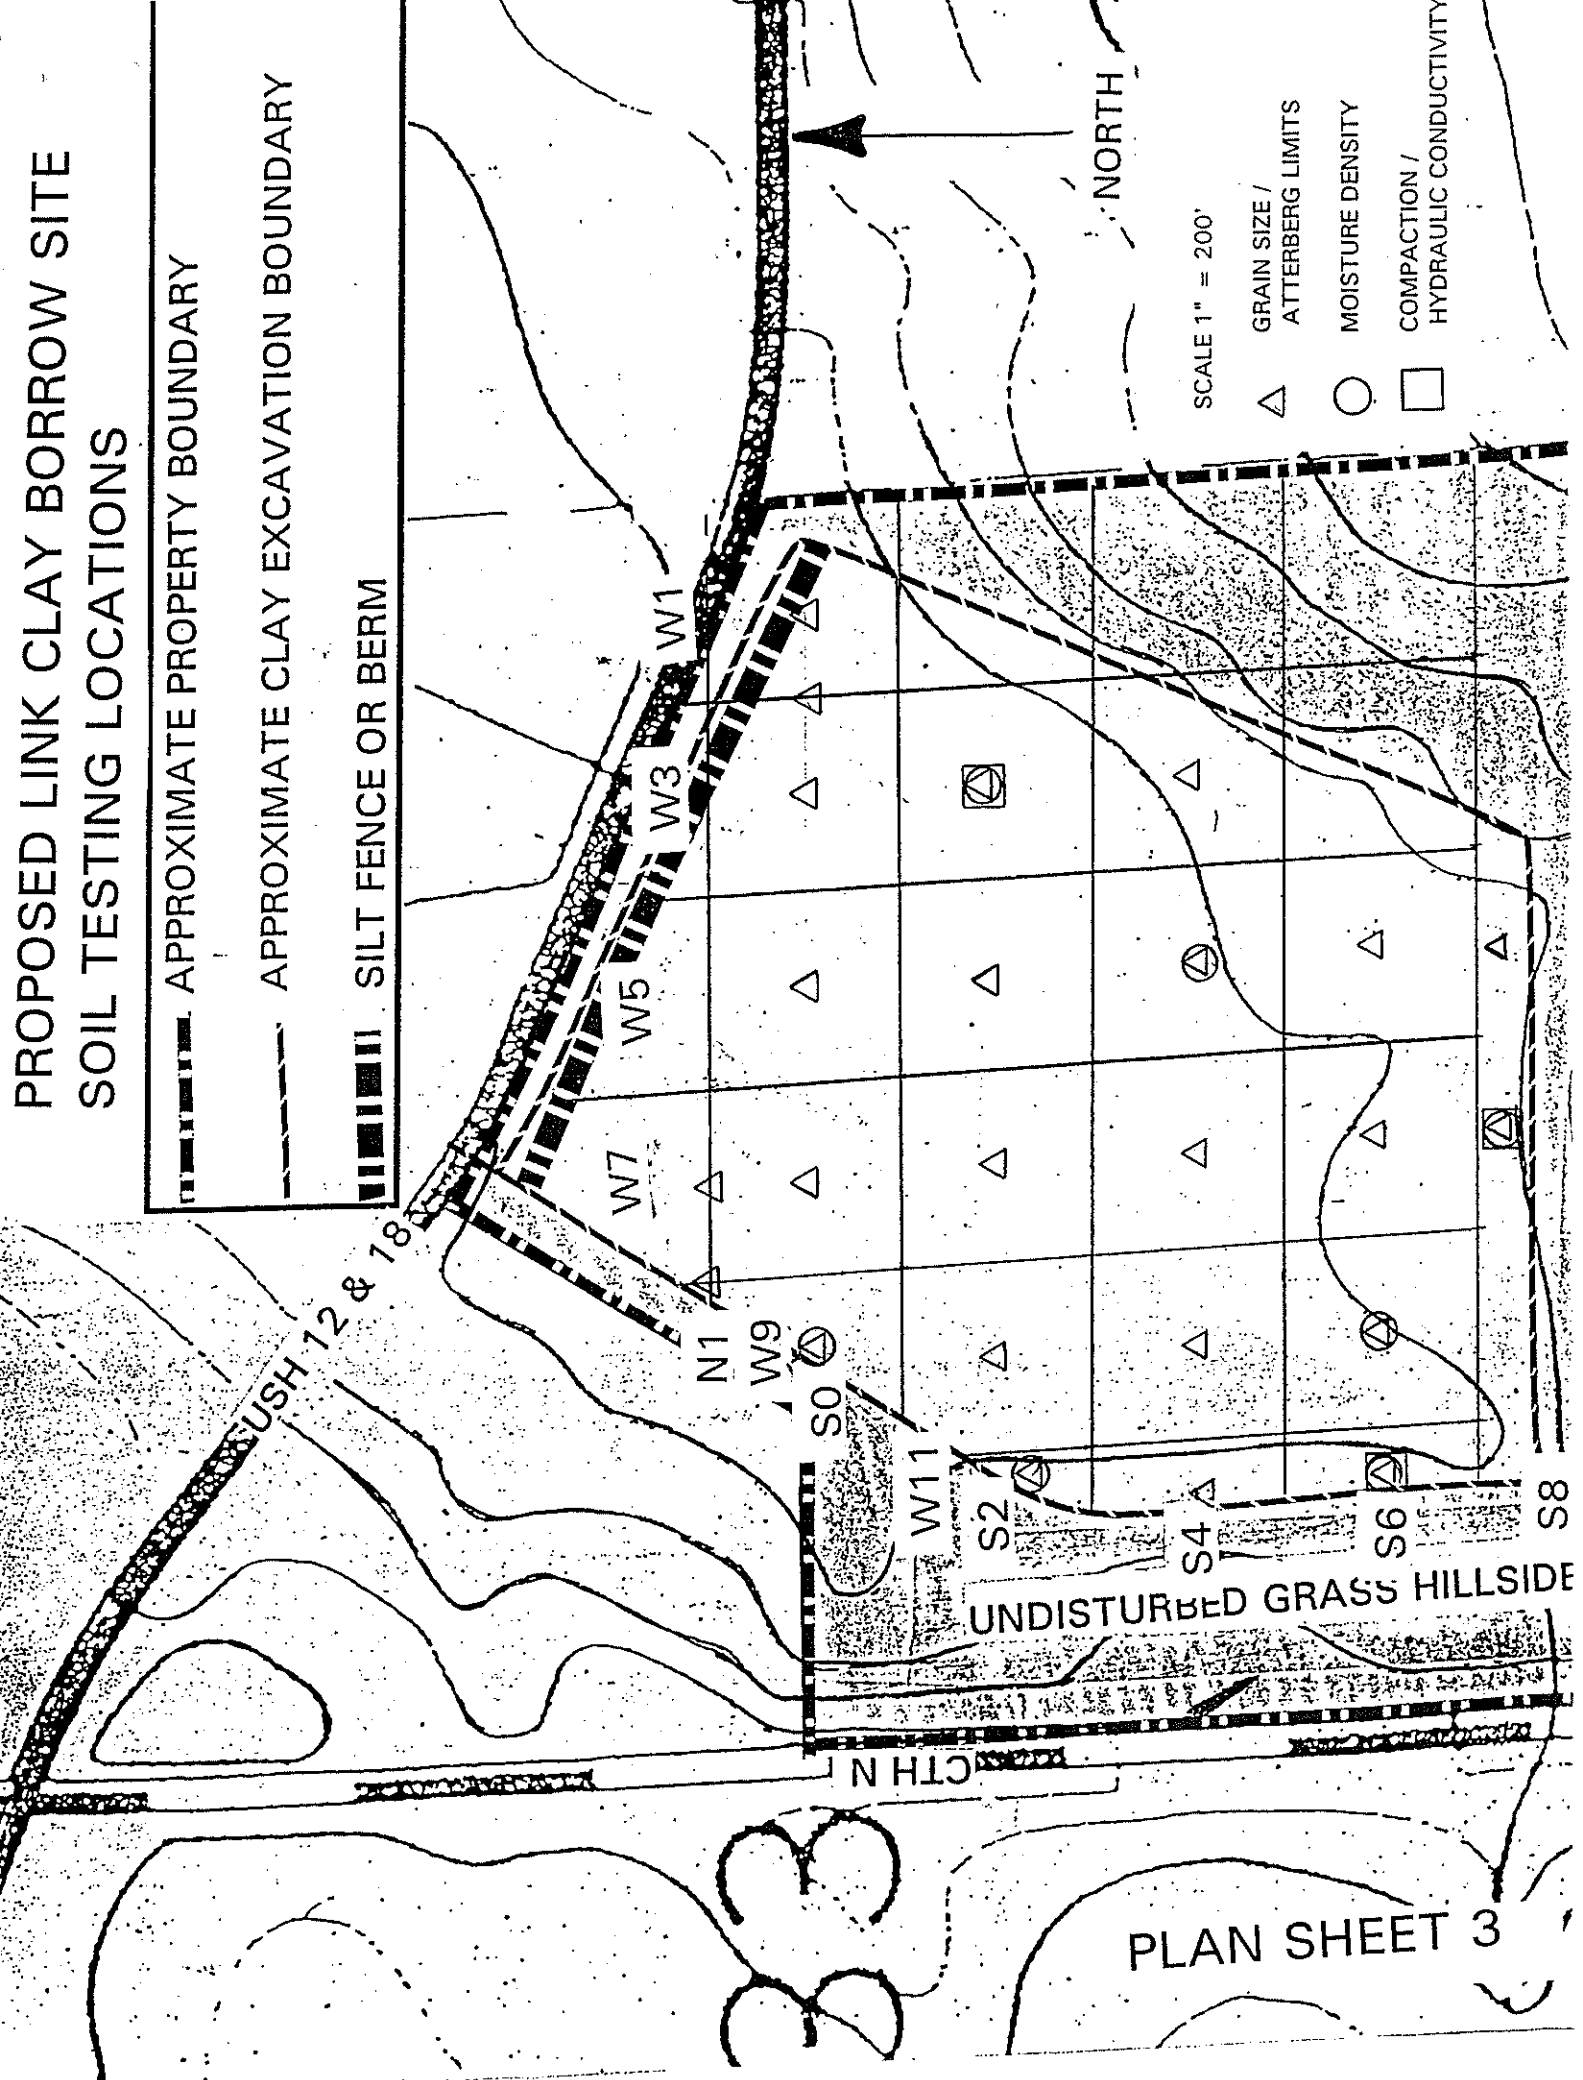 PROPOSED LINK CLAY BORROW SITE
SOIL TESTING LOCATIONS
APPROXIMATE PROPERTY BOUNDARY
APPROXIMATE CLAY EXCAVATION BOUNDARY
SILT FENCE OR BERM
USH 12 & 18
W1
W3
W5
W7
N1
W9
S0
W11
S2
S4
S6
S8
UNDISTURBED GRASS HILLSIDE
CTH N
33
NORTH
SCALE 1" = 200'
GRAIN SIZE /
ATTERBERG LIMITS
MOISTURE DENSITY
COMPACTION /
HYDRAULIC CONDUCTIVITY
PLAN SHEET 3